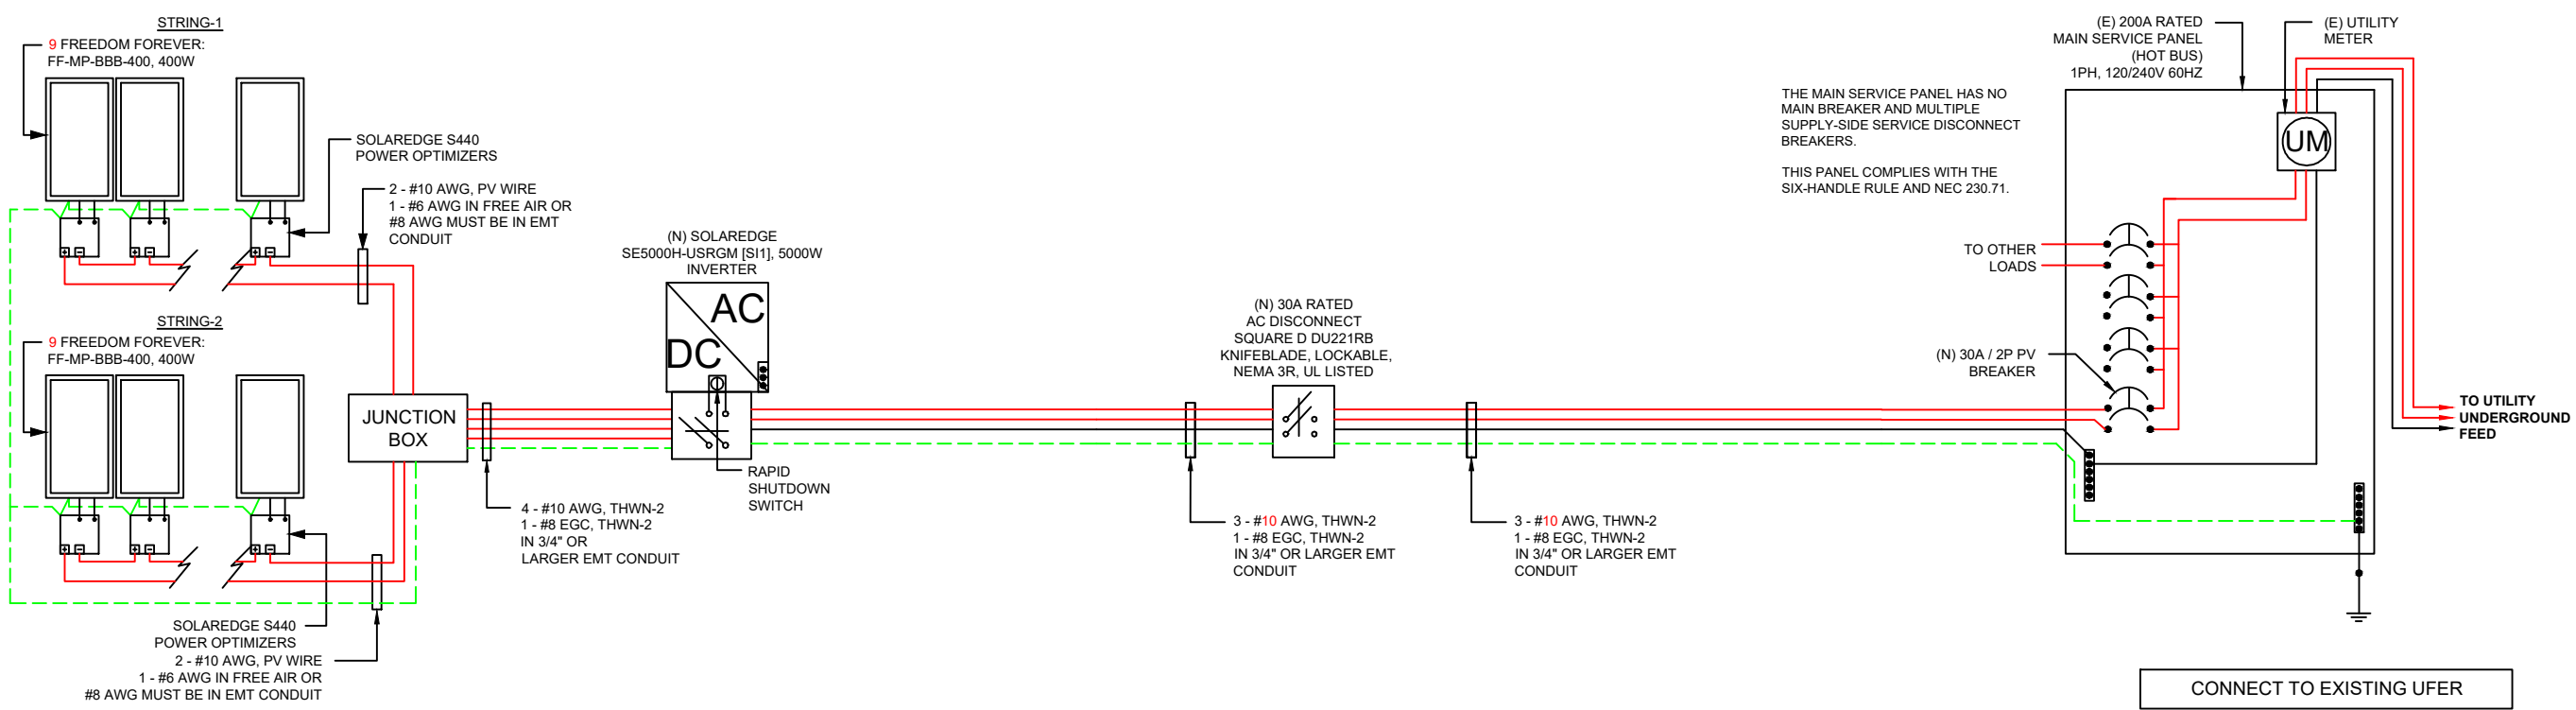 STRING-1
9 FREEDOM FOREVER:
FF-MP-BBB-400, 400W
SOLAREDGE S440
POWER OPTIMIZERS
2 - #10 AWG, PV WIRE
1 - #6 AWG IN FREE AIR OR
#8 AWG MUST BE IN EMT
CONDUIT
STRING-2
9 FREEDOM FOREVER:
FF-MP-BBB-400, 400W
JUNCTION
BOX
SOLAREDGE S440
POWER OPTIMIZERS
2 - #10 AWG, PV WIRE
1 - #6 AWG IN FREE AIR OR
#8 AWG MUST BE IN EMT CONDUIT
4 - #10 AWG, THWN-2
1 - #8 EGC, THWN-2
IN 3/4" OR
LARGER EMT CONDUIT
(N) SOLAREDGE
SE5000H-USRGM [SI1], 5000W
INVERTER
AC
DC
RAPID
SHUTDOWN
SWITCH
(N) 30A RATED
AC DISCONNECT
SQUARE D DU221RB
KNIFEBLADE, LOCKABLE,
NEMA 3R, UL LISTED
3 - #10 AWG, THWN-2
1 - #8 EGC, THWN-2
IN 3/4" OR LARGER EMT
CONDUIT
3 - #10 AWG, THWN-2
1 - #8 EGC, THWN-2
IN 3/4" OR LARGER EMT
CONDUIT
THE MAIN SERVICE PANEL HAS NO
MAIN BREAKER AND MULTIPLE
SUPPLY-SIDE SERVICE DISCONNECT
BREAKERS.
THIS PANEL COMPLIES WITH THE
SIX-HANDLE RULE AND NEC 230.71.
(E) 200A RATED
MAIN SERVICE PANEL
(HOT BUS)
1PH, 120/240V 60HZ
(E) UTILITY
METER
UM
TO OTHER
LOADS
(N) 30A / 2P PV
BREAKER
TO UTILITY
UNDERGROUND
FEED
CONNECT TO EXISTING UFER